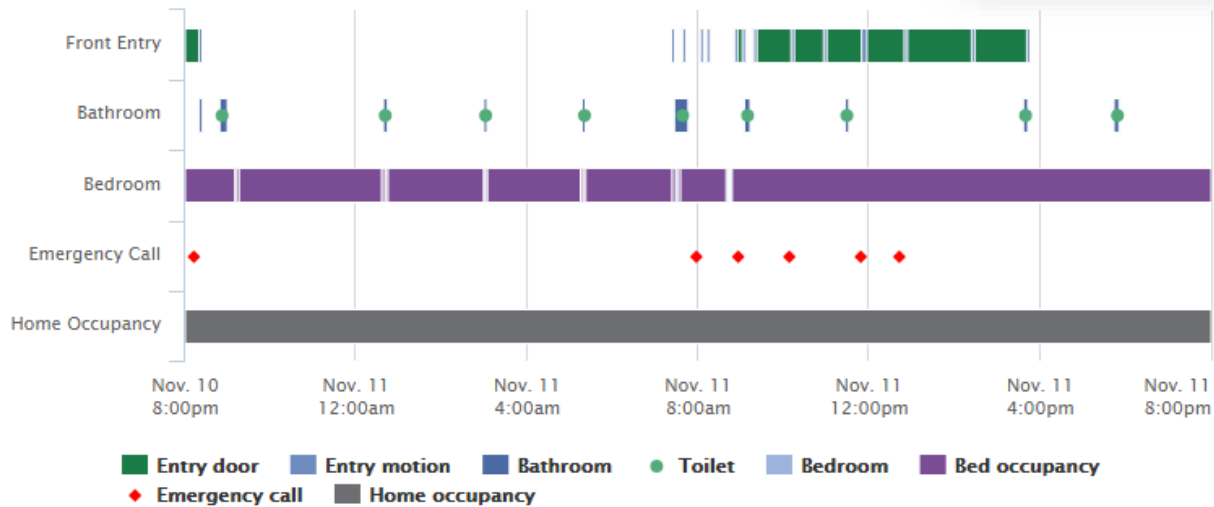 Front Entry
Bathroom
Bedroom
Emergency Call
Home Occupancy
Nov. 10 Nov. 11 Nov. 11 Nov. 11 Nov. 11 Nov. 11 Nov. 11
8:00pm 12:00am 4:00am 8:00am 12:00pm 4:00pm 8:00pm
Entry door Entry motion Bathroom Toilet Bedroom Bed occupancy
Emergency call Home occupancy